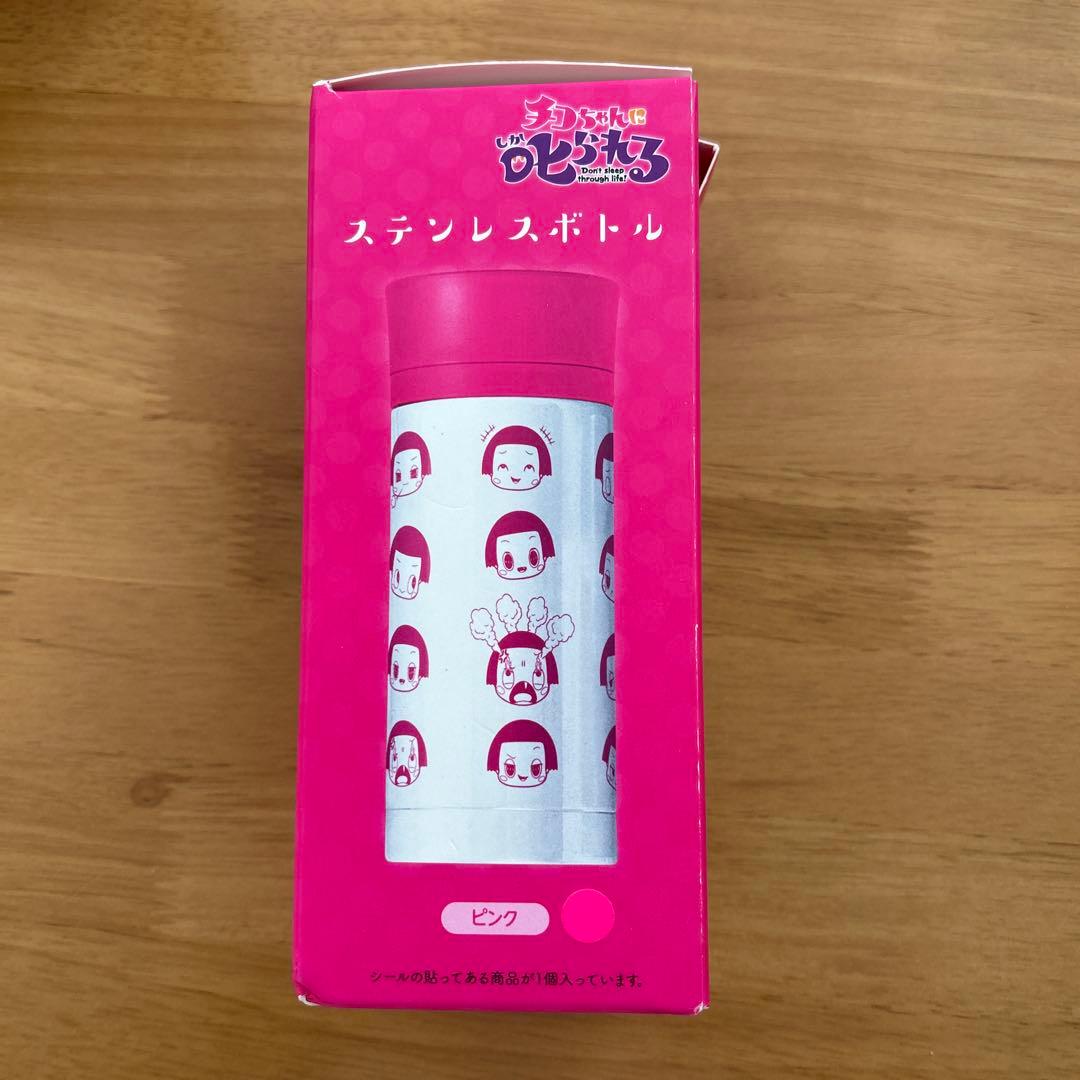 チコちゃんに
しか
叱られる
Don't sleep
through life!
ステンレスボトル
ピンク
シールの貼ってある商品が1個入っています。